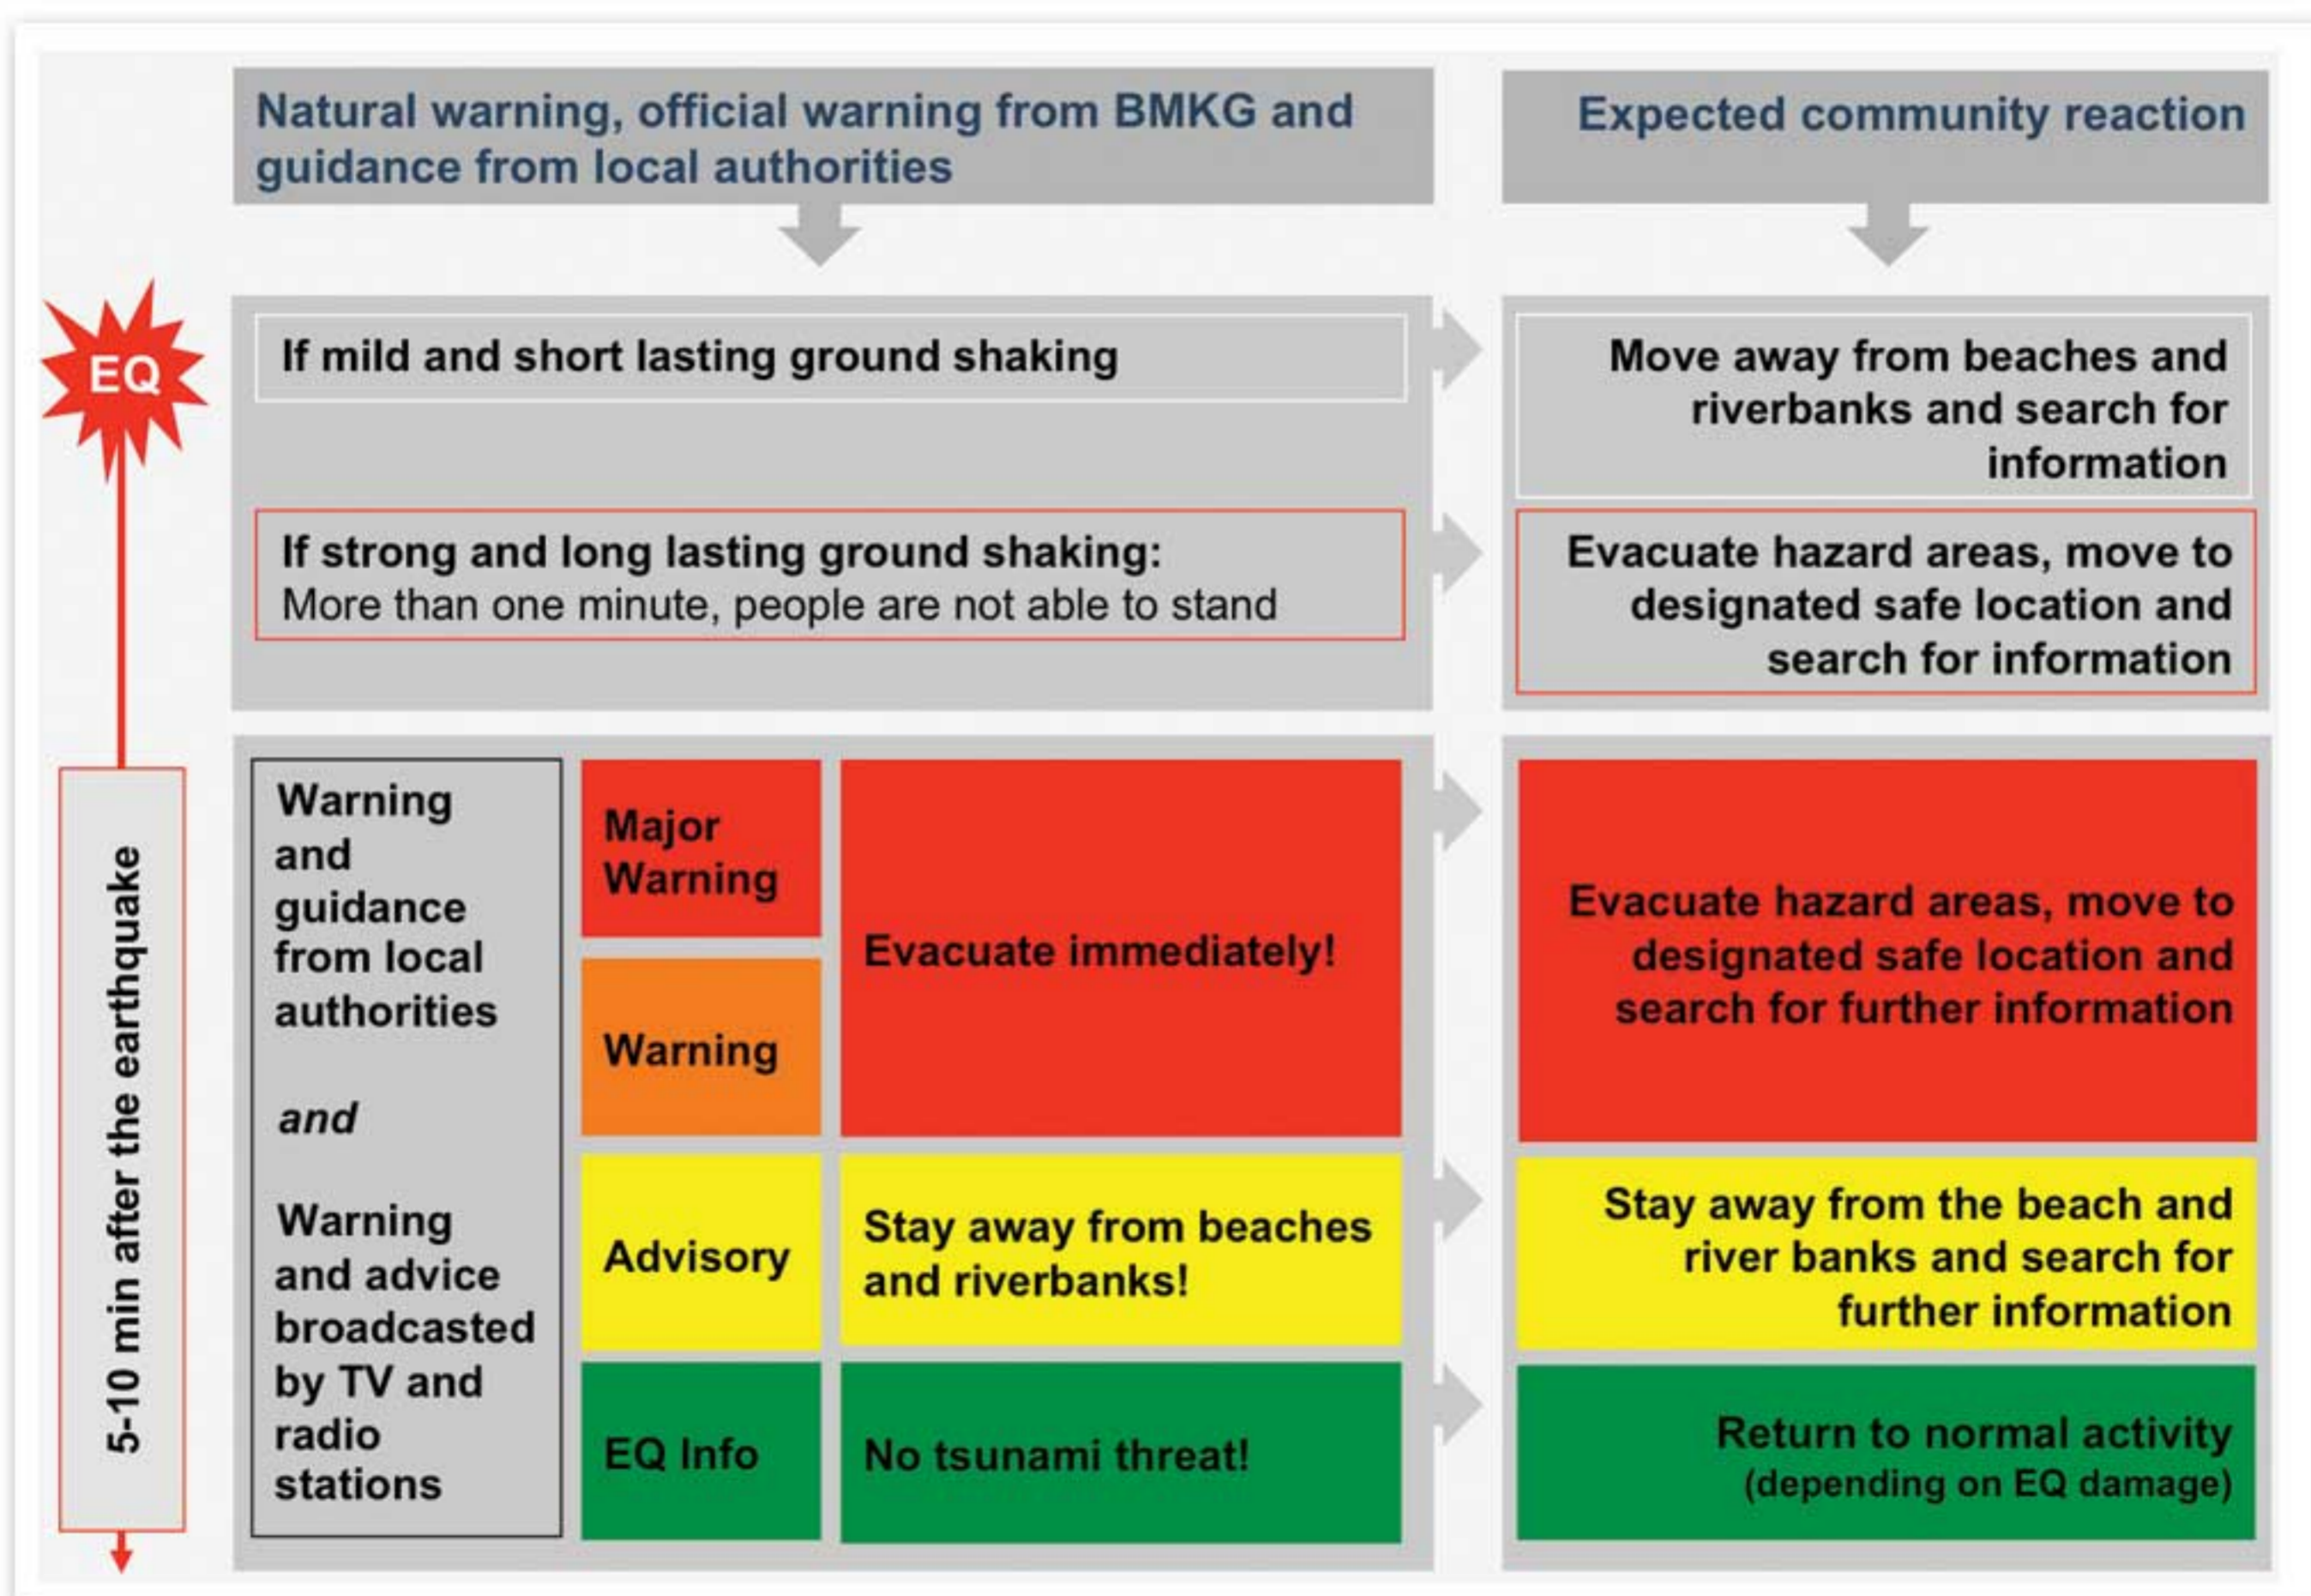 Natural warning, official warning from BMKG and
guidance from local authorities
Expected community reaction
EQ
If mild and short lasting ground shaking
Move away from beaches and
riverbanks and search for
information
If strong and long lasting ground shaking:
More than one minute, people are not able to stand
Evacuate hazard areas, move to
designated safe location and
search for information
5-10 min after the earthquake
Warning
and
guidance
from local
authorities
and
Warning
and advice
broadcasted
by TV and
radio
stations
Major
Warning
Warning
Evacuate immediately!
Evacuate hazard areas, move to
designated safe location and
search for further information
Advisory
Stay away from beaches
and riverbanks!
Stay away from the beach and
river banks and search for
further information
EQ Info
No tsunami threat!
Return to normal activity
(depending on EQ damage)